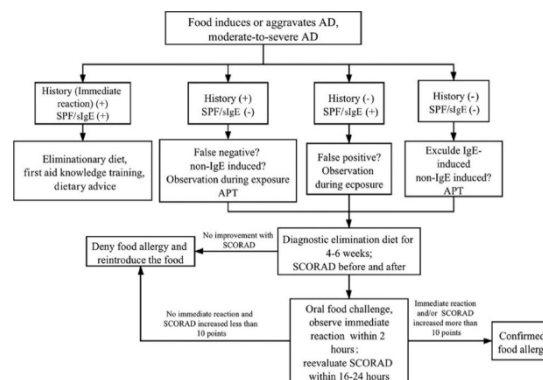 Food induces or aggravates AD,
moderate-to-severe AD
History (Immediate
reaction) (+)
SPF/sIgE (+)
History (+)
SPF/sIgE (-)
History (-)
SPF/sIgE (+)
History (-)
SPF/sIgE (-)
Eliminationary diet,
first aid knowledge training,
dietary advice
False negative?
non-IgE induced?
Observation during exposure
APT
False positive?
Observation
during ecposure
Exculde IgE-
induced
non-IgE induced?
APT
Deny food allergy and
reintroduce the food
No improvement with
SCORAD
Diagnostic elimination diet for
4-6 weeks;
SCORAD before and after
No immediate reaction and
SCORAD increased less than
10 points
Oral food challenge,
observe immediate
reaction within 2
hours;
reevaluate SCORAD
within 16-24 hours
Immediate reaction
and/or SCORAD
increased more than
10 points
Confirmed
food allerg